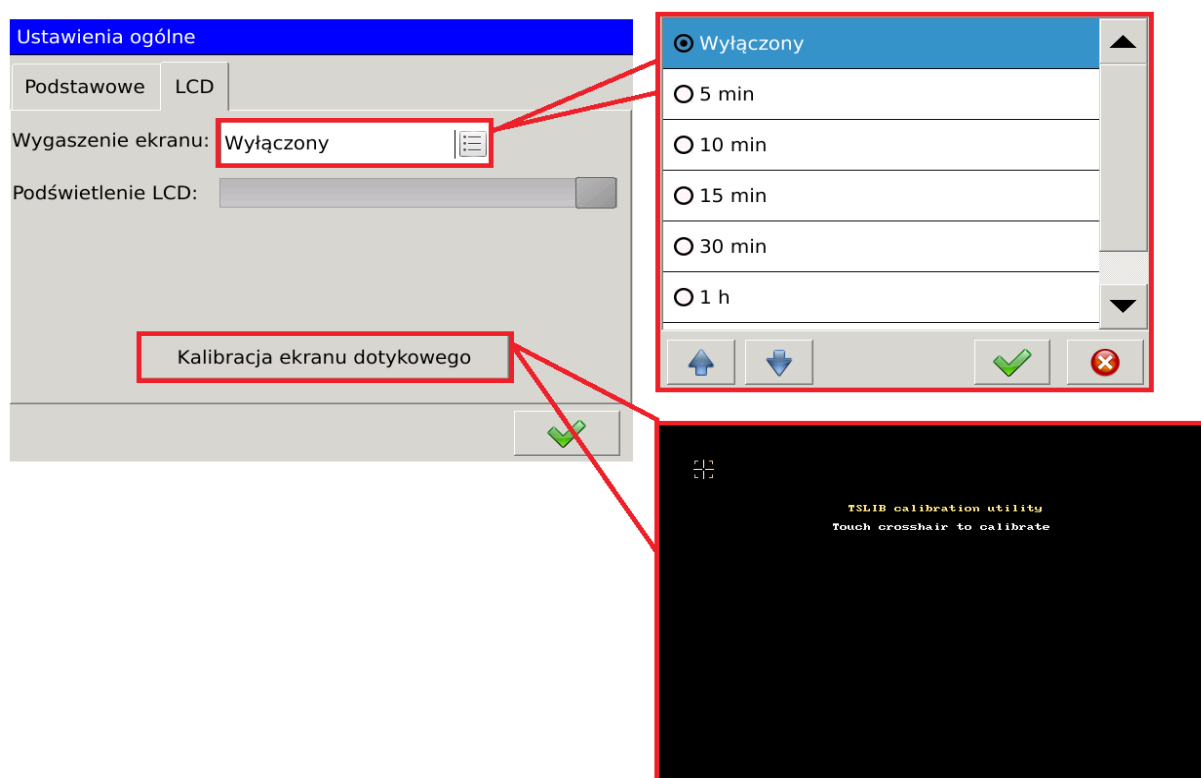 Ustawienia ogólne
Podstawowe LCD
Wygaszenie ekranu: Wyłączony
Podświetlenie LCD:
Kalibracja ekranu dotykowego
Wyłączony
5 min
10 min
15 min
30 min
1 h
TSLIB calibration utility
Touch crosshair to calibrate